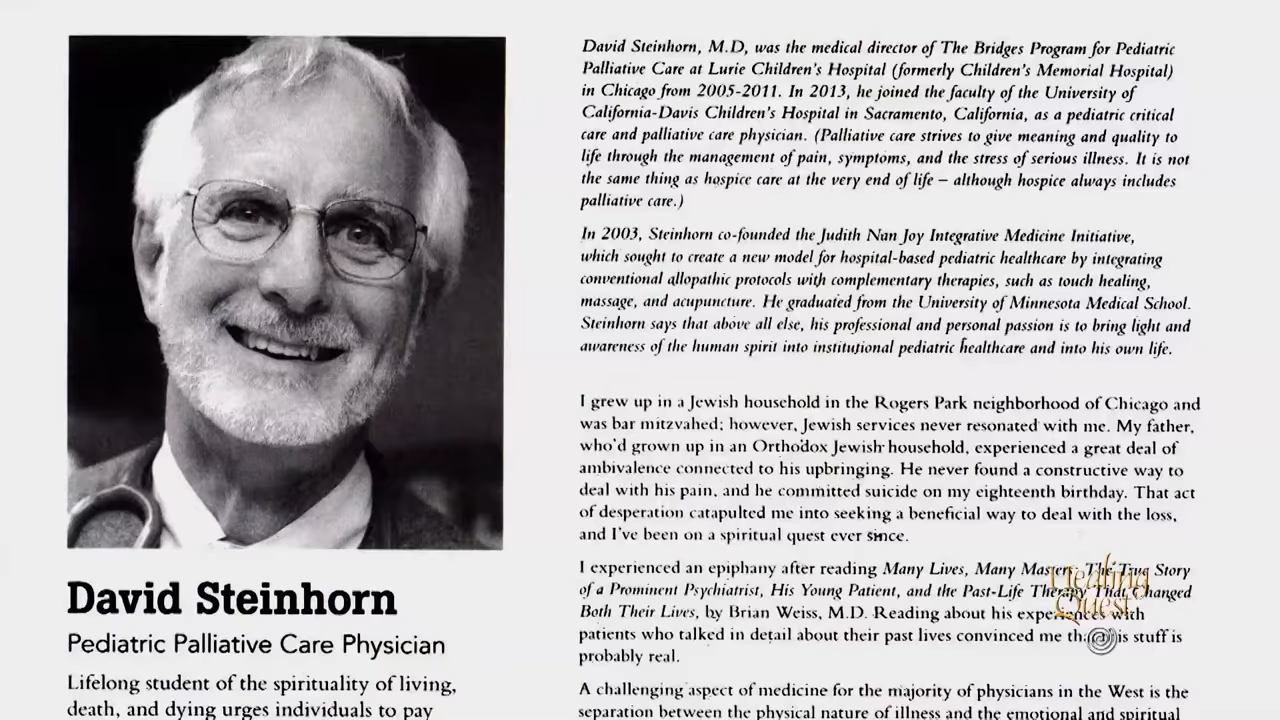 David Steinhorn
Pediatric Palliative Care Physician
Lifelong student of the spirituality of living,
death, and dying urges individuals to pay
David Steinhorn, M.D, was the medical director of The Bridges Program for Pediatric
Palliative Care at Lurie Children's Hospital (formerly Children's Memorial Hospital)
in Chicago from 2005-2011. In 2013, he joined the faculty of the University of
California-Davis Children's Hospital in Sacramento, California, as a pediatric critical
care and palliative care physician. (Palliative care strives to give meaning and quality to
life through the management of pain, symptoms, and the stress of serious illness. It is not
the same thing as hospice care at the very end of life – although hospice always includes
palliative care.)
In 2003, Steinhorn co-founded the Judith Nan Joy Integrative Medicine Initiative,
which sought to create a new model for hospital-based pediatric healthcare by integrating
conventional allopathic protocols with complementary therapies, such as touch healing,
massage, and acupuncture. He graduated from the University of Minnesota Medical School.
Steinhorn says that above all else, his professional and personal passion is to bring light and
awareness of the human spirit into institutional pediatric healthcare and into his own life.
I grew up in a Jewish household in the Rogers Park neighborhood of Chicago and
was bar mitzvahed; however, Jewish services never resonated with me. My father,
who'd grown up in an Orthodox Jewish household, experienced a great deal of
ambivalence connected to his upbringing. He never found a constructive way to
deal with his pain, and he committed suicide on my eighteenth birthday. That act
of desperation catapulted me into seeking a beneficial way to deal with the loss,
and I've been on a spiritual quest ever since.
I experienced an epiphany after reading Many Lives, Many Masters: The True Story
of a Prominent Psychiatrist, His Young Patient, and the Past-Life Therapy That Changed
Both Their Lives, by Brian Weiss, M.D. Reading about his experiences with
patients who talked in detail about their past lives convinced me that this stuff is
probably real.
A challenging aspect of medicine for the majority of physicians in the West is the
separation between the physical nature of illness and the emotional and spiritual
Healing
Quest